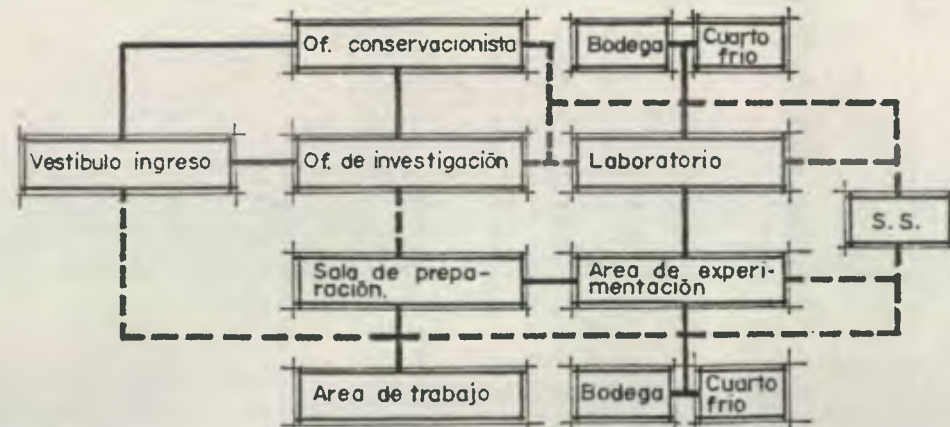 Of. conservacionista
Bodega
Cuarto
frio
Vestibulo ingreso
Of. de investigación
Laboratorio
S. S.
Sala de prepa-
ración.
Area de experi-
mentación
Area de trabajo
Bodega
Cuarto
frio